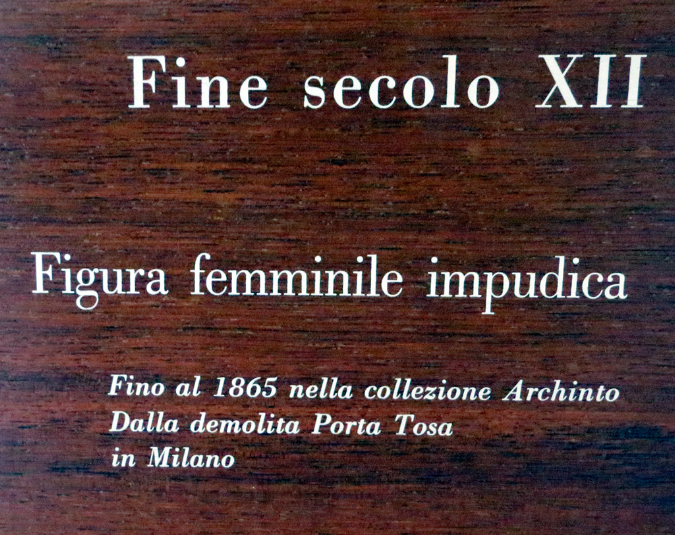 Fine secolo XII
Figura femminile impudica
Fino al 1865 nella collezione Archinto
Dalla demolita Porta Tosa
in Milano